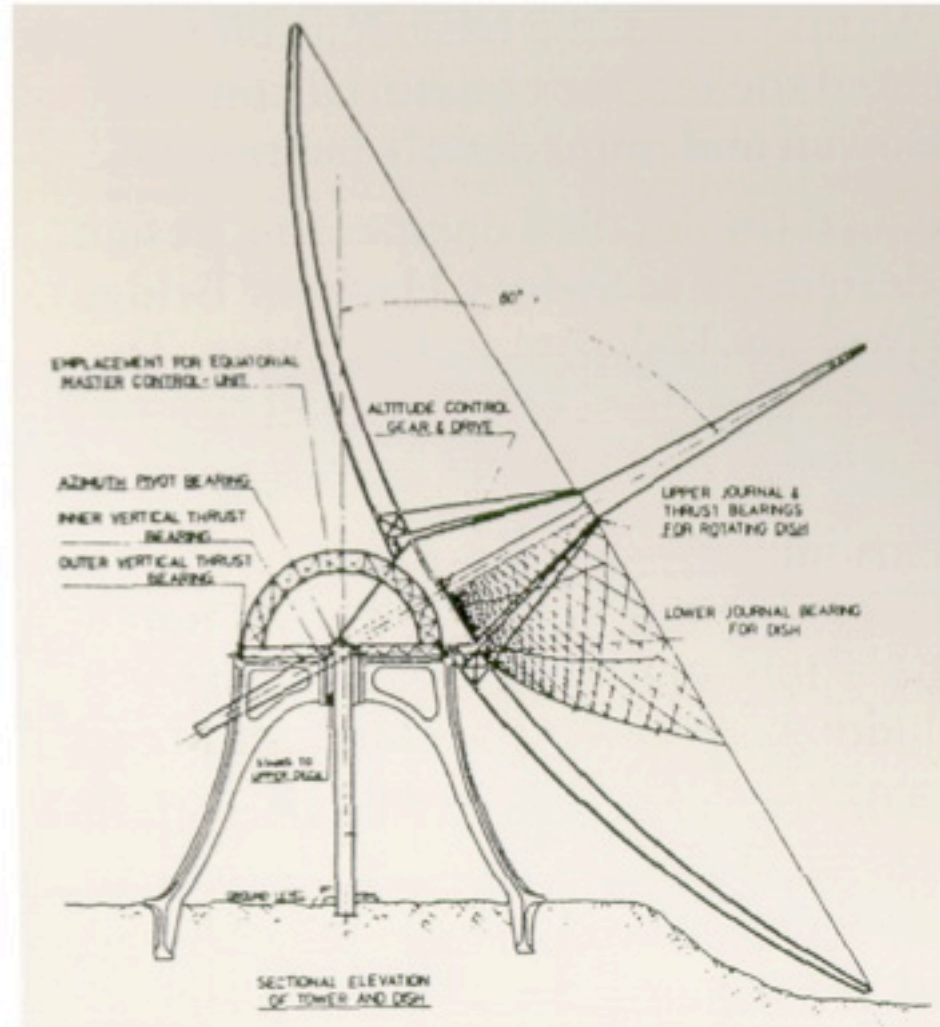 60°
EMPLACEMENT FOR EQUATORIAL
MASTER CONTROL - UNIT
ALTITUDE CONTROL
GEAR & DRIVE
AZIMUTH PIVOT BEARING
INNER VERTICAL THRUST
BEARING
OUTER VERTICAL THRUST
BEARING
UPPER JOURNAL &
THRUST BEARINGS
FOR ROTATING DISH
LOWER JOURNAL BEARING
FOR DISH
TO
UPPER DECK
GROUND LEVEL
SECTIONAL ELEVATION
OF TOWER AND DISH